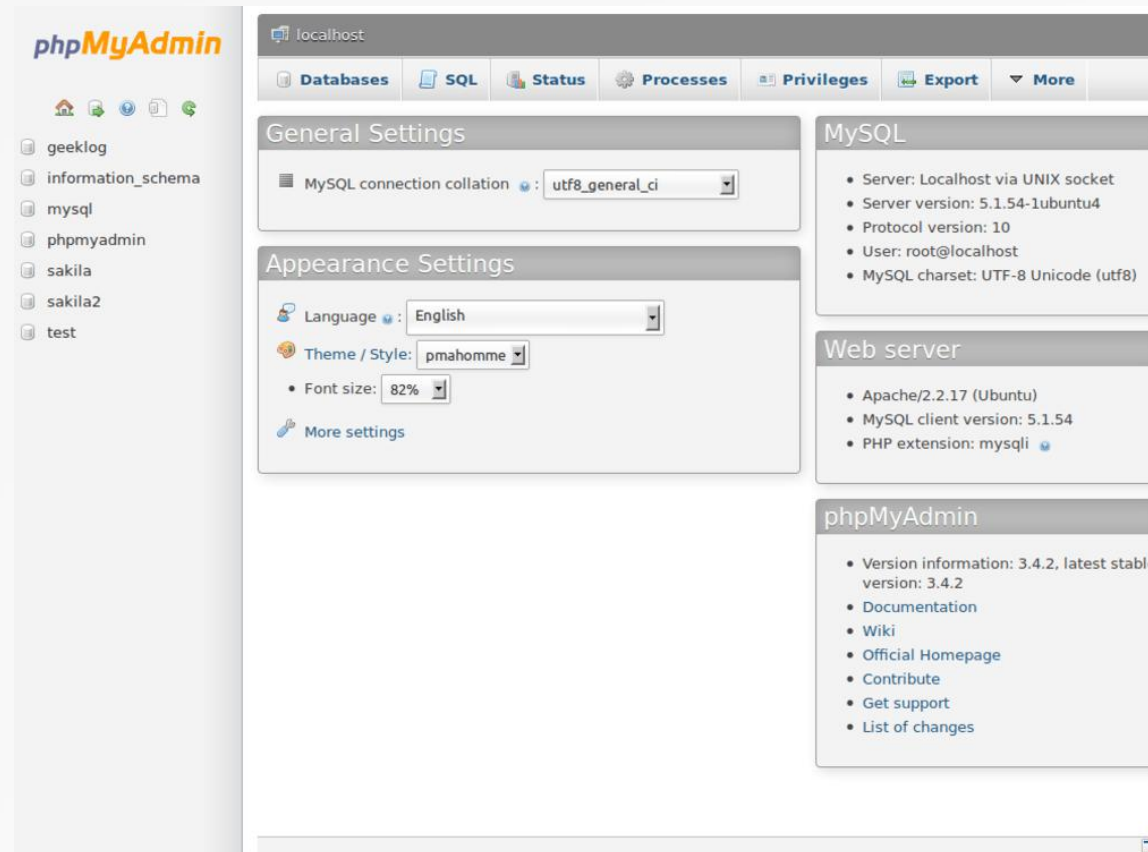 phpMyAdmin
geeklog
information_schema
mysql
phpmyadmin
sakila
sakila2
test
localhost
Databases SQL Status Processes Privileges Export More
General Settings
MySQL connection collation : utf8_general_ci
Appearance Settings
Language : English
Theme / Style: pmahomme
• Font size: 82%
More settings
MySQL
• Server: Localhost via UNIX socket
• Server version: 5.1.54-1ubuntu4
• Protocol version: 10
• User: root@localhost
• MySQL charset: UTF-8 Unicode (utf8)
Web server
• Apache/2.2.17 (Ubuntu)
• MySQL client version: 5.1.54
• PHP extension: mysqli
phpMyAdmin
• Version information: 3.4.2, latest stabl
version: 3.4.2
• Documentation
• Wiki
• Official Homepage
• Contribute
• Get support
• List of changes